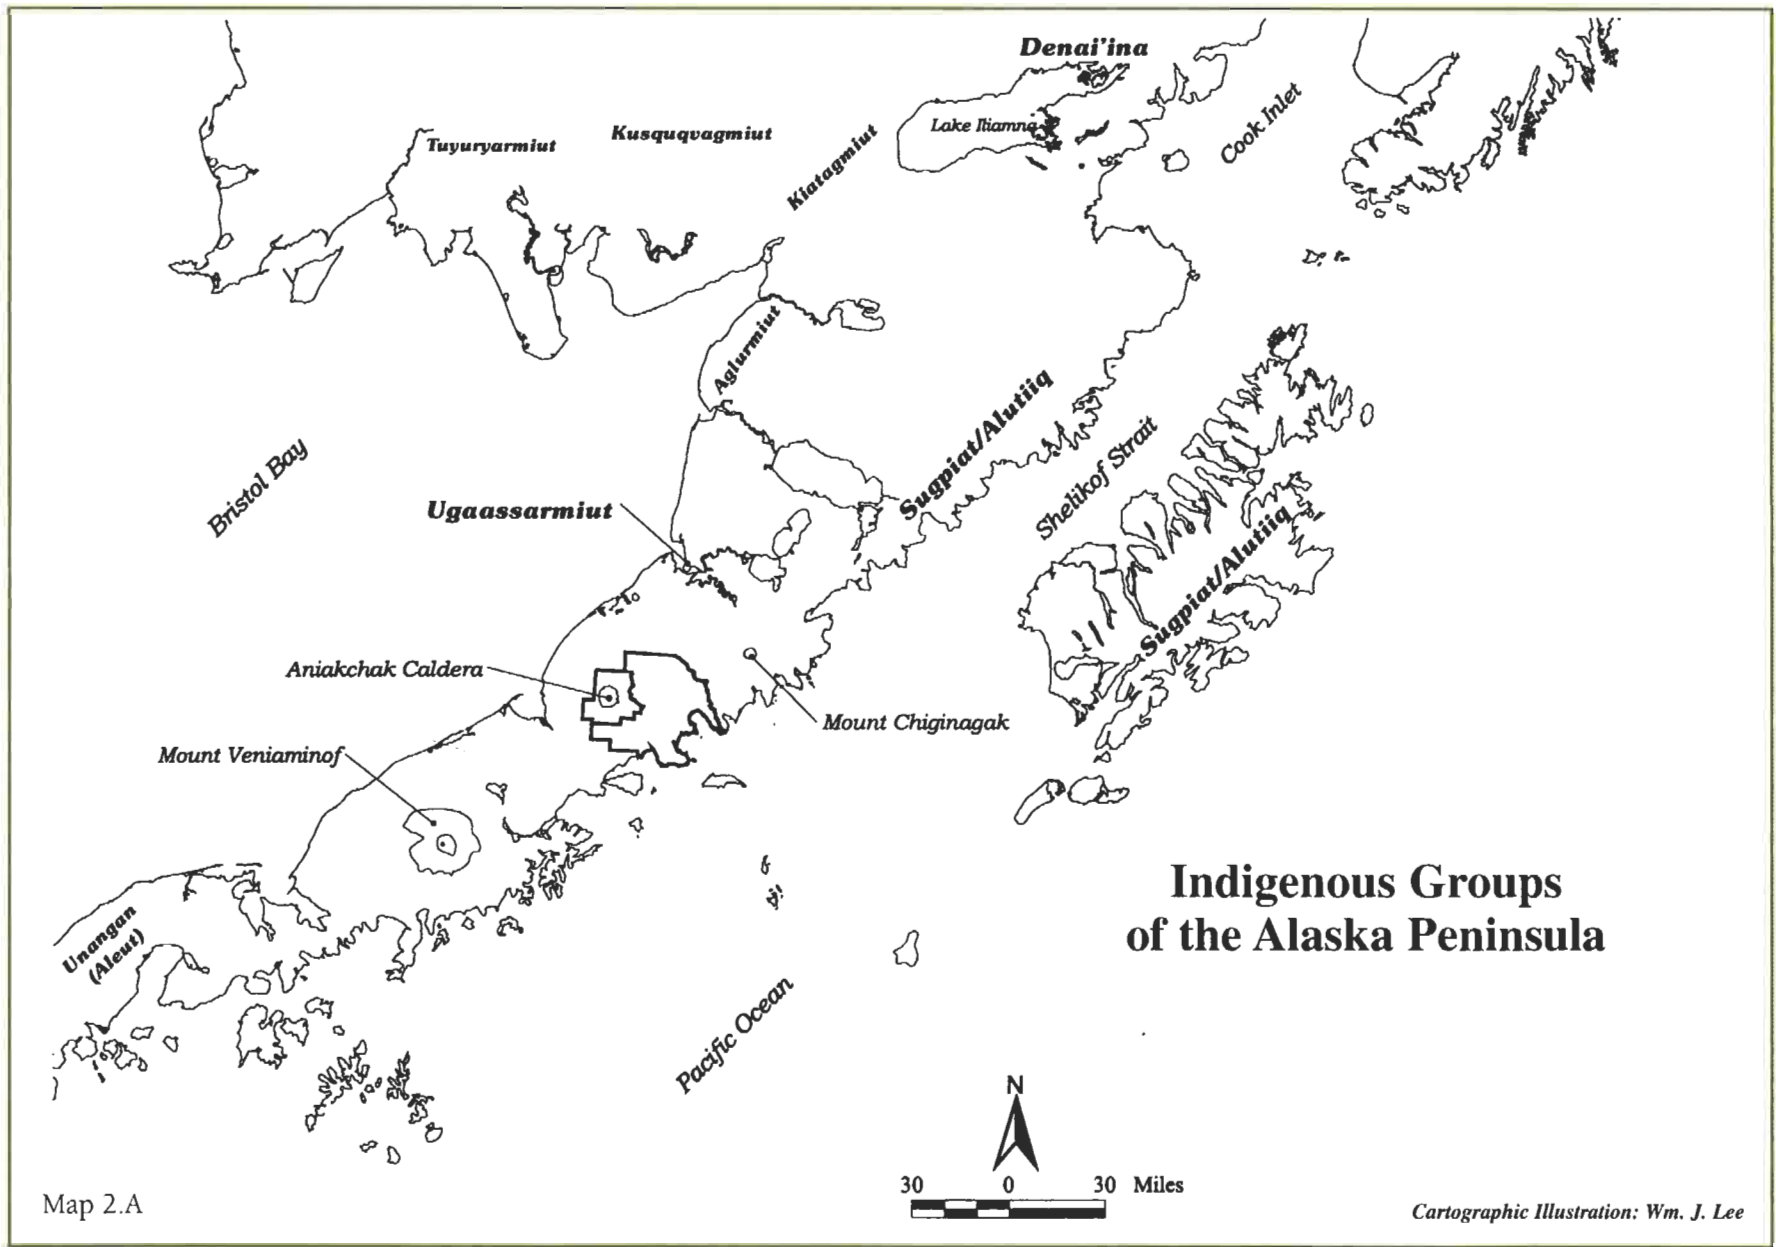 Denai'ina
Lake Iliamna
Cook Inlet
Tuyuryarmiut
Kusquqvagmiut
Kiatagmiut
Aglurmiut
Sugpiat/Alutiiq
Shelikof Strait
Bristol Bay
Ugaassarmiut
Sugpiat/Alutiiq
Aniakchak Caldera
Mount Chiginagak
Mount Veniaminof
Indigenous Groups
of the Alaska Peninsula
Unangan
(Aleut)
Pacific Ocean
N
30 0 30 Miles
Map 2.A
Cartographic Illustration: Wm. J. Lee